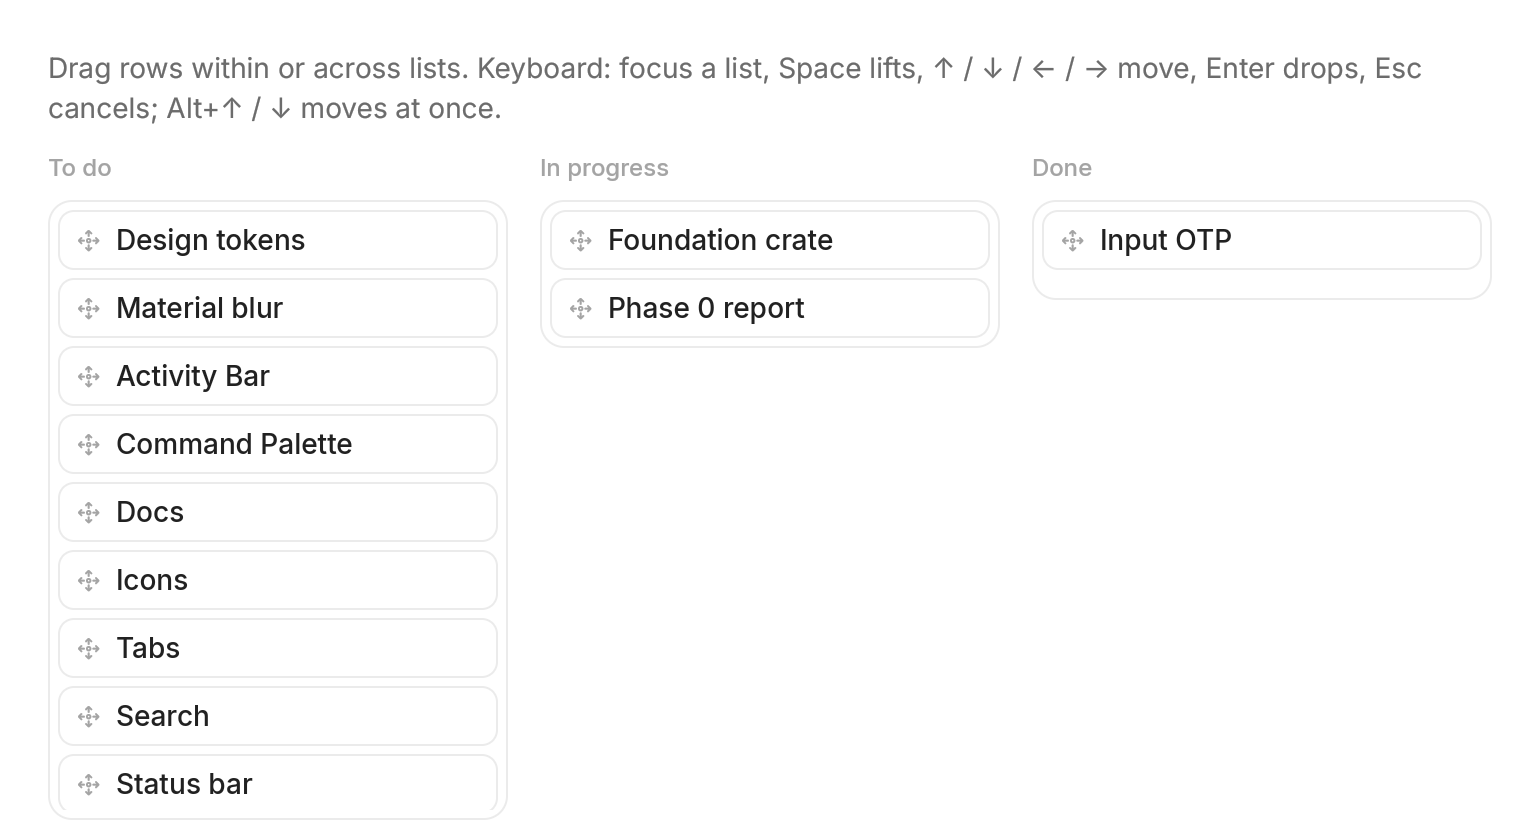 Drag rows within or across lists. Keyboard: focus a list, Space lifts, ↑ / ↓ / ← / → move, Enter drops, Esc
cancels; Alt+↑ / ↓ moves at once.
To do
Design tokens
Material blur
Activity Bar
Command Palette
Docs
Icons
Tabs
Search
Status bar
In progress
Foundation crate
Phase 0 report
Done
Input OTP